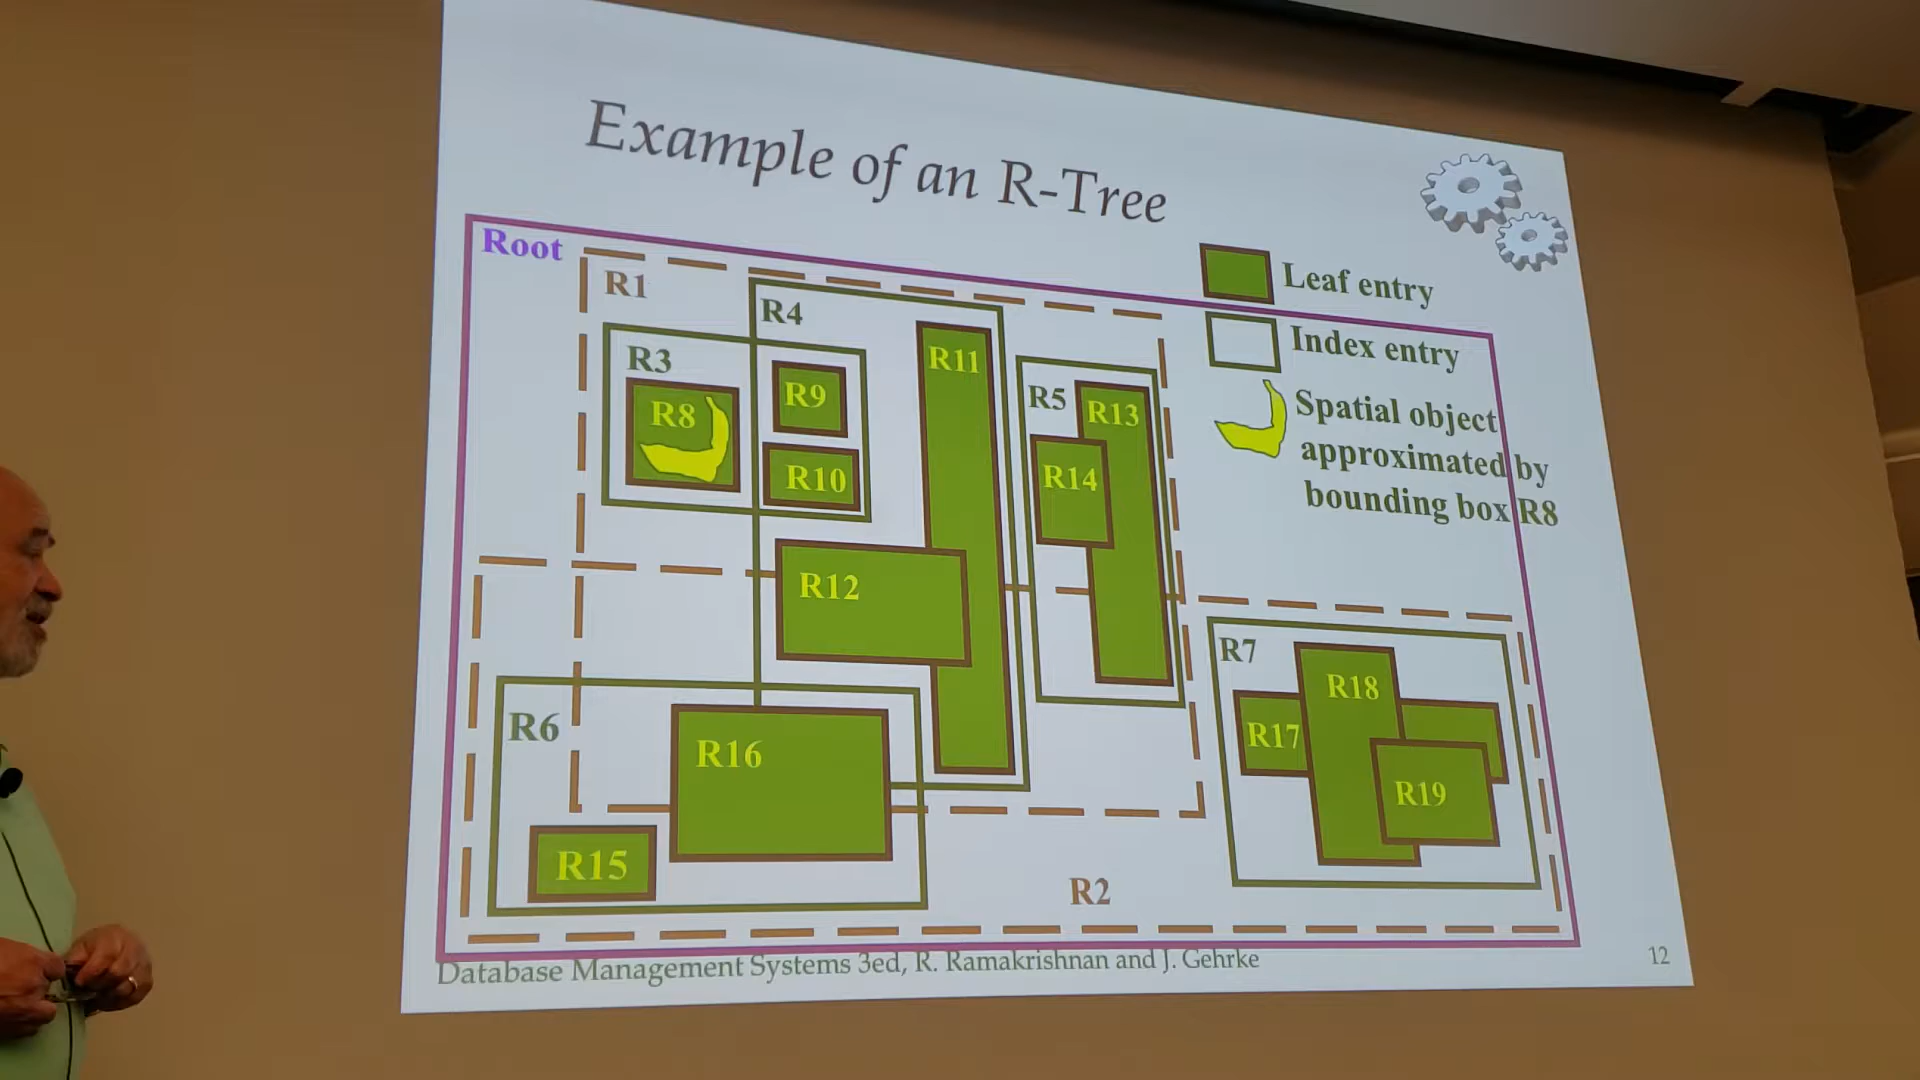 Example of an R-Tree
Root
R1
R4
R11
R3
R8
R9
R10
R5
R13
R14
R12
R6
R16
R15
R2
R7
R18
R17
R19
Leaf entry
Index entry
Spatial object
approximated by
bounding box R8
Database Management Systems 3ed, R. Ramakrishnan and J. Gehrke
12